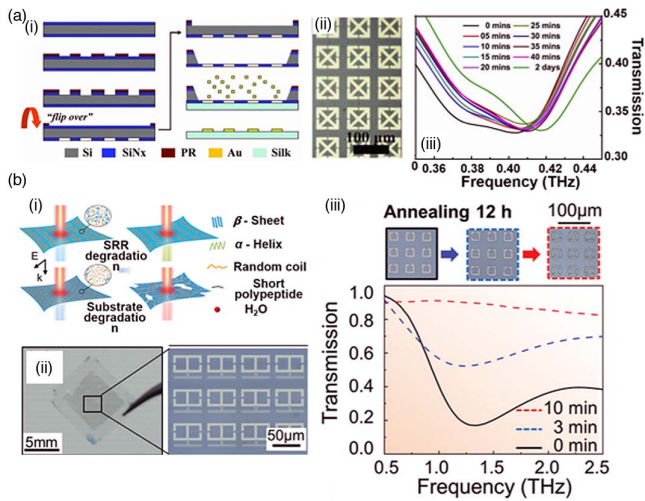 (a)
(i)
"flip over"
Si
SiNx
PR
Au
Silk
(ii)
100 μm
0.45
0.40
0.35
0.30
Transmission
0 mins
05 mins
10 mins
15 mins
20 mins
25 mins
30 mins
35 mins
40 mins
2 days
(iii)
0.36
0.38
0.40
0.42
0.44
Frequency (THz)
(b)
(i)
E
k
SRR
degradatio
n
Substrate
degradatio
n
β - Sheet
α - Helix
Random coil
Short
polypeptide
H₂O
(ii)
5mm
50μm
(iii)
Annealing 12 h
100μm
Transmission
1.0
0.8
0.6
0.4
0.2
0.0
10 min
3 min
0 min
0.5
1.0
1.5
2.0
2.5
Frequency (THz)